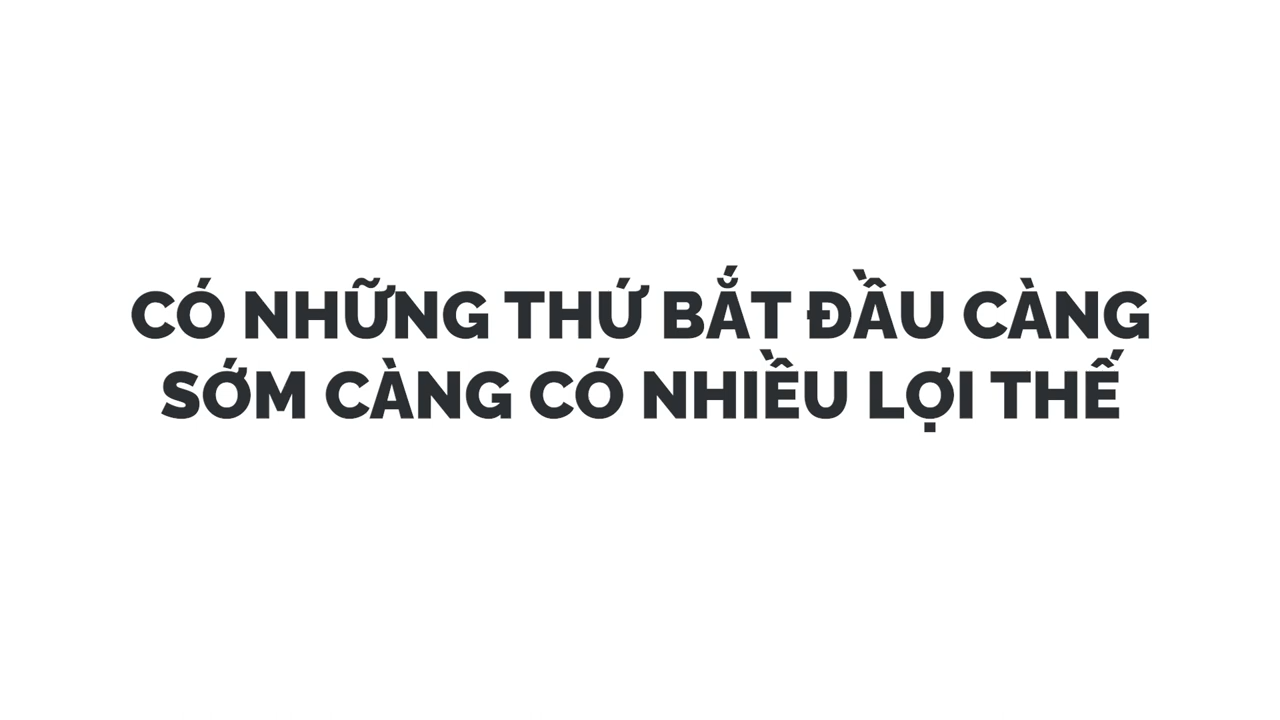 CÓ NHỮNG THỨ BẮT ĐẦU CÀNG
SỚM CÀNG CÓ NHIỀU LỢI THẾ